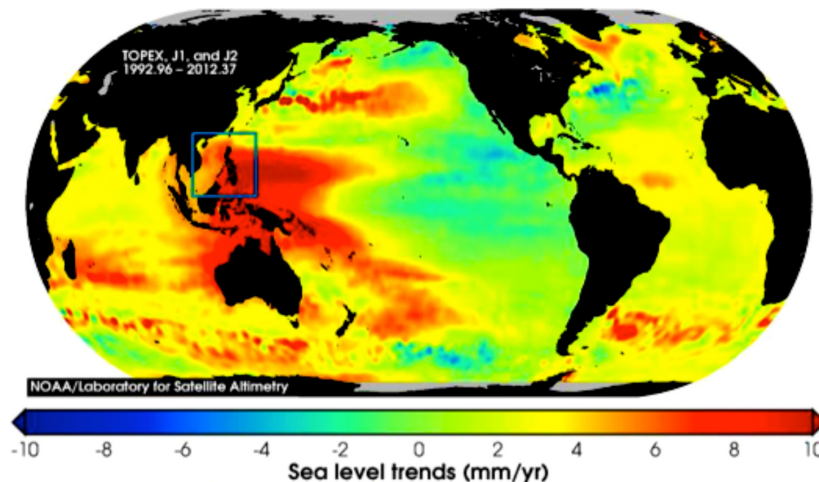 TOPEX, J1, and J2
1992.96 – 2012.37
NOAA/Laboratory for Satellite Altimetry
-10 -8 -6 -4 -2 0 2 4 6 8 10
Sea level trends (mm/yr)